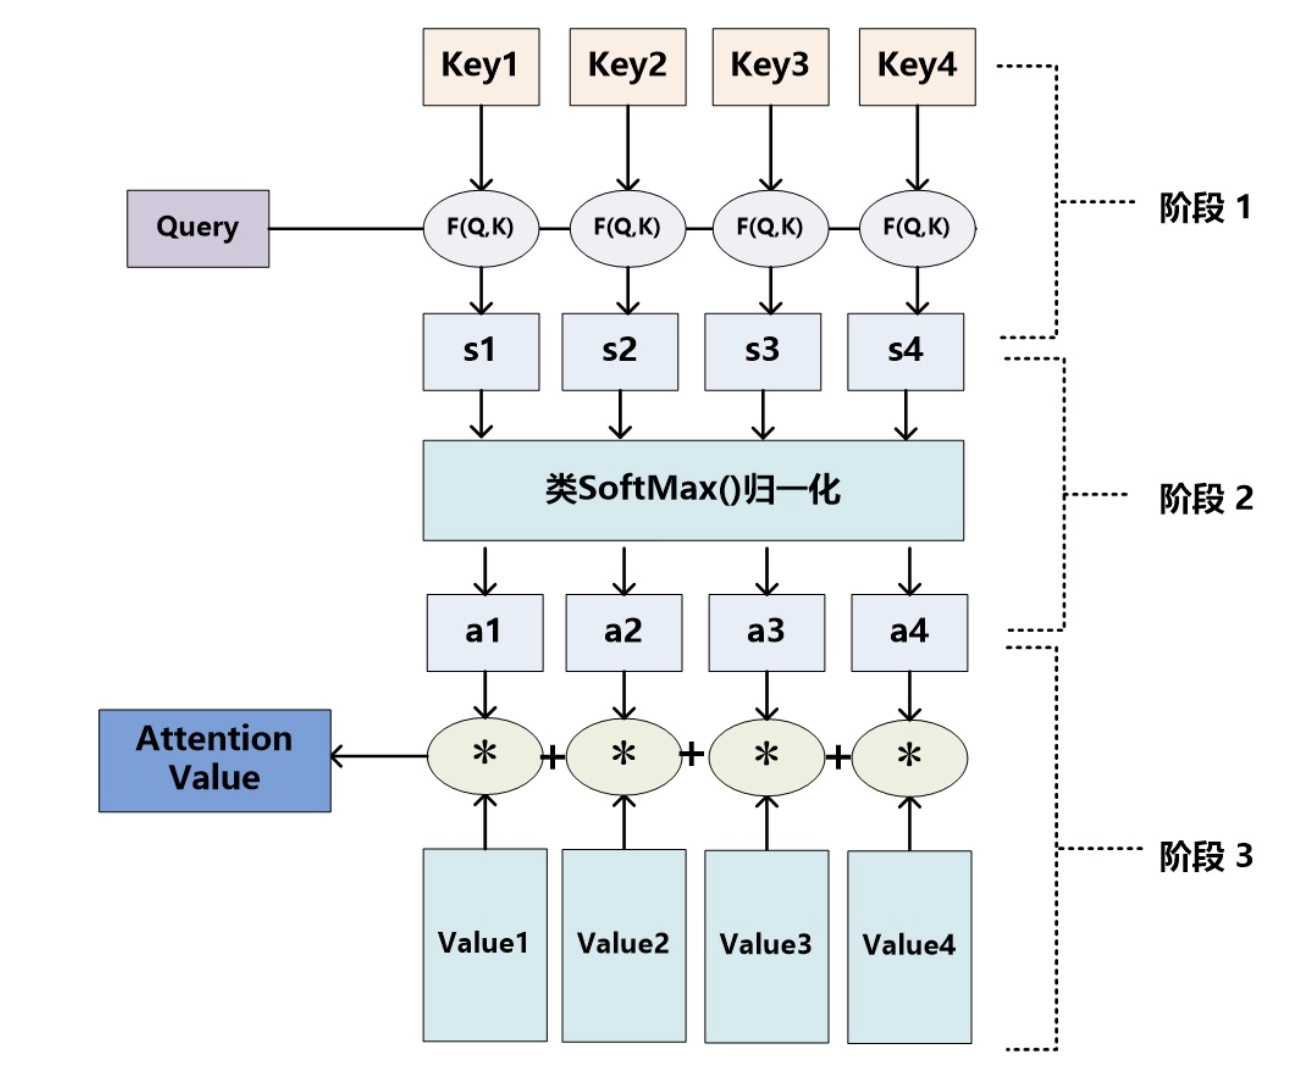 Key1
Key2
Key3
Key4
阶段 1
Query
F(Q,K)
F(Q,K)
F(Q,K)
F(Q,K)
s1
s2
s3
s4
类SoftMax()归一化
阶段 2
a1
a2
a3
a4
Attention
Value
*
+
*
+
*
+
*
阶段 3
Value1
Value2
Value3
Value4